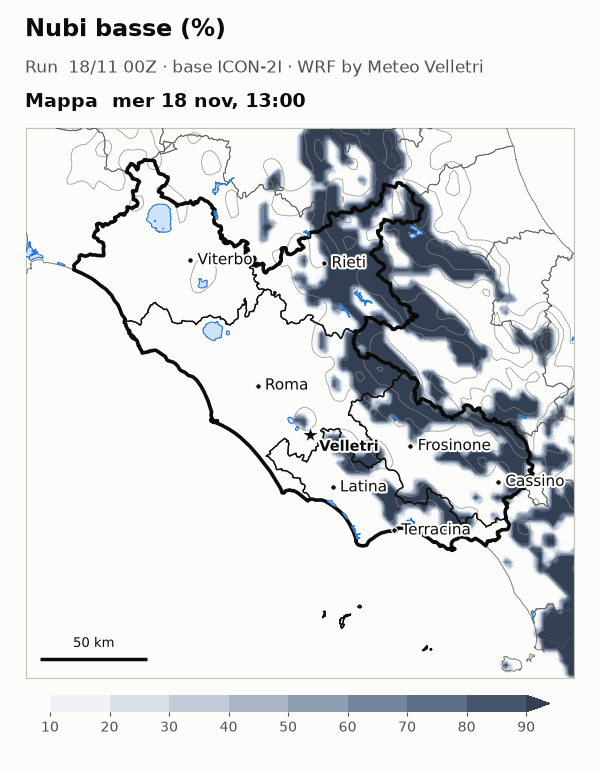 Nubi basse (%)
Run 18/11 00Z · base ICON-2I · WRF by Meteo Velletri
Mappa mer 18 nov, 13:00
Viterbo
Rieti
Roma
Velletri
Frosinone
Cassino
Latina
Terracina
50 km
10 20 30 40 50 60 70 80 90